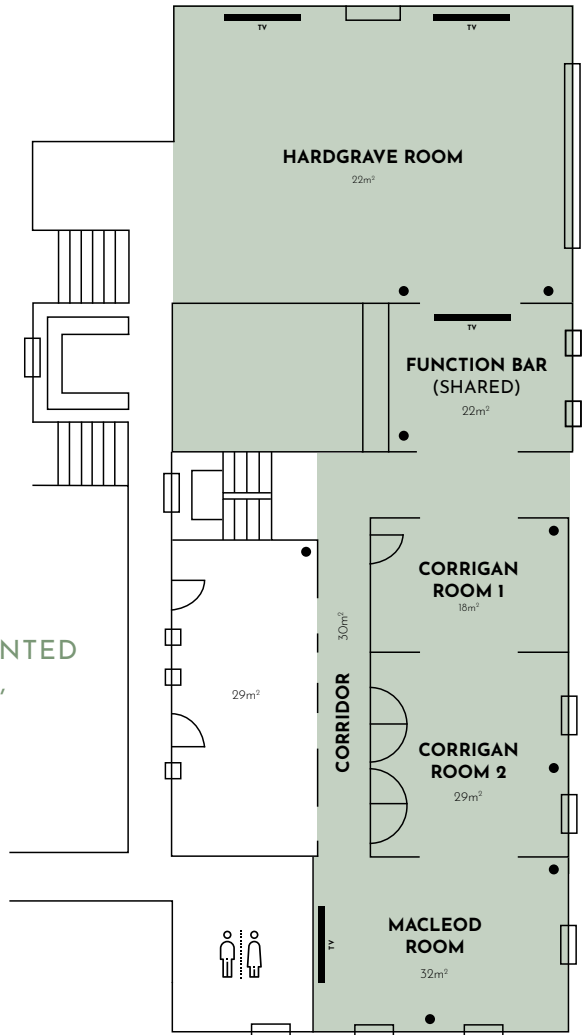 TV
TV
HARDGRAVE ROOM
22m²
TV
FUNCTION BAR
(SHARED)
22m²
CORRIGAN
ROOM 1
18m²
30m²
CORRIDOR
NTED
,
29m²
CORRIGAN
ROOM 2
29m²
MACLEOD
ROOM
32m²
TV